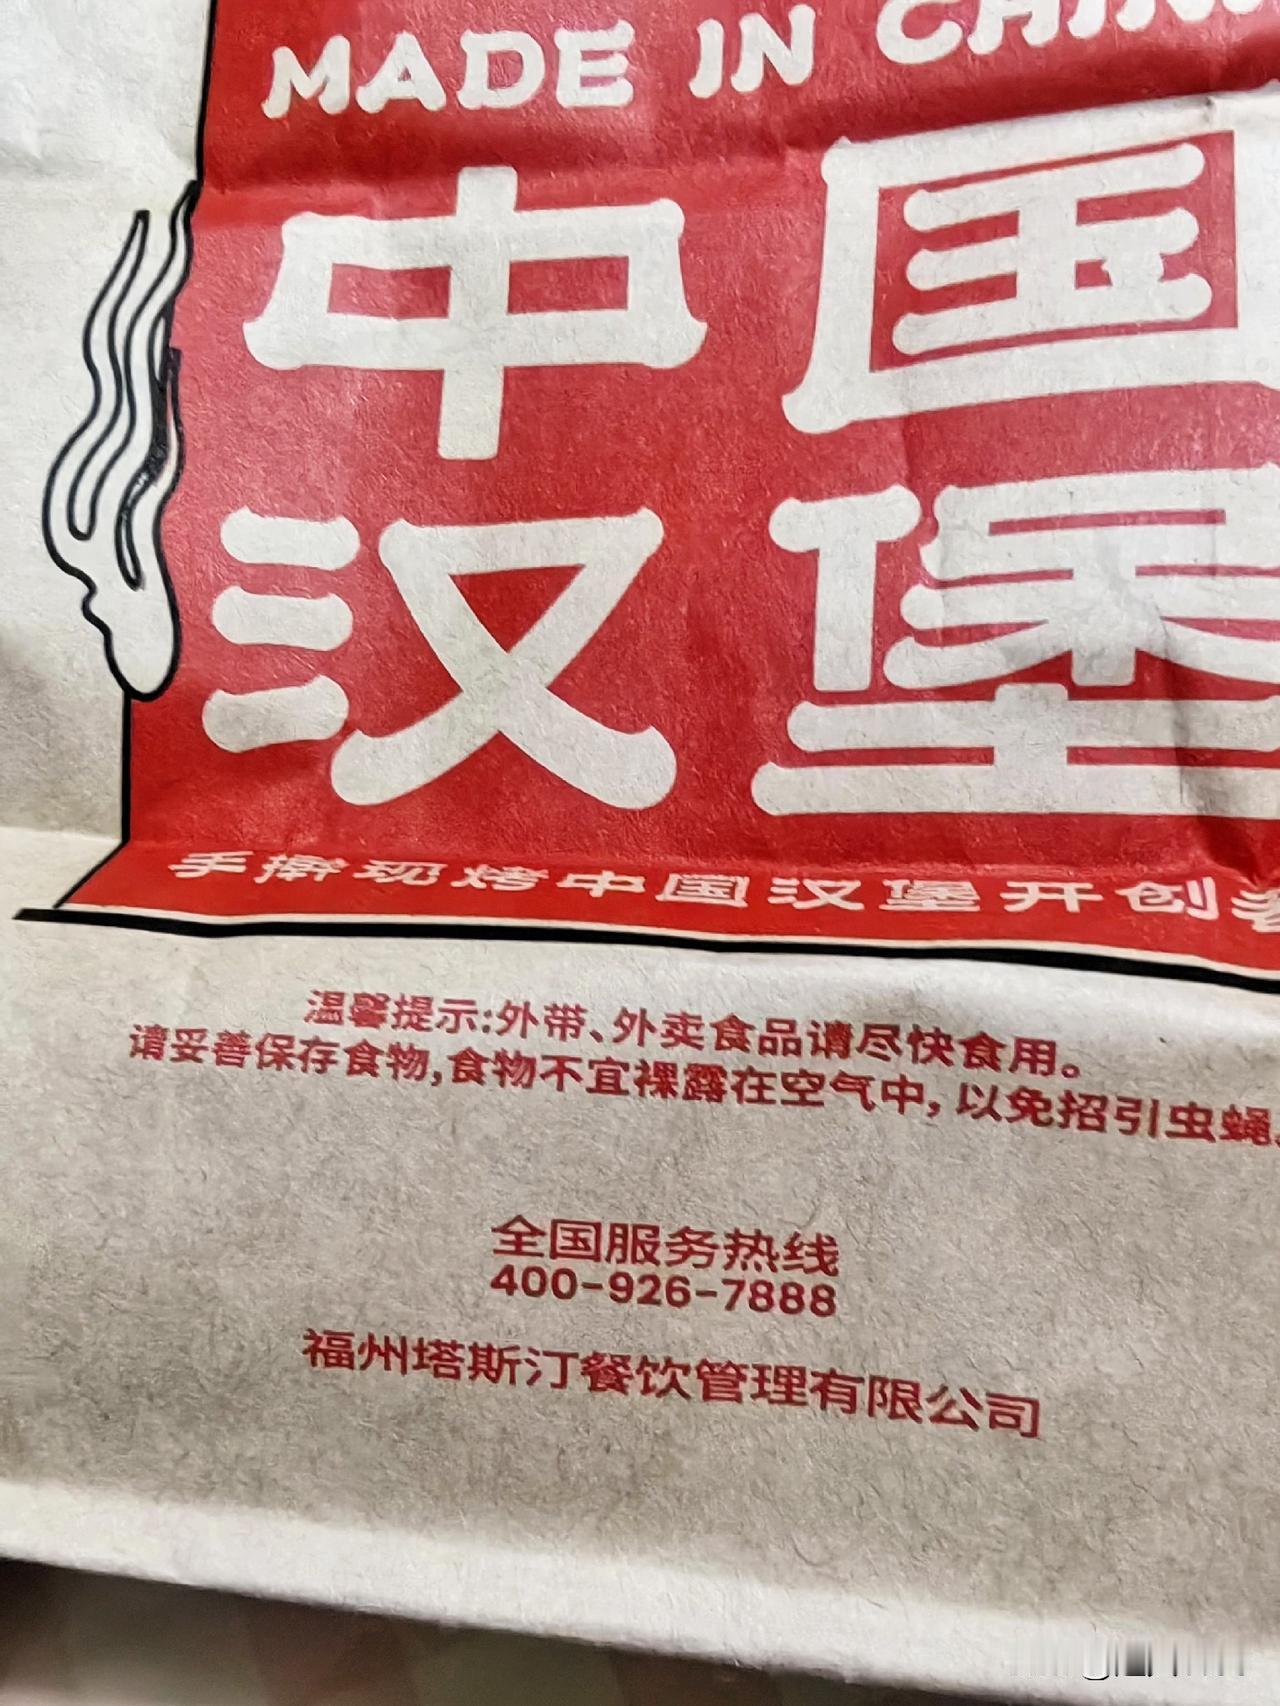 MADE IN CHINA
中国
汉堡
手擀现烤中国汉堡开创者
温馨提示:外带、外卖食品请尽快食用。
请妥善保存食物,食物不宜裸露在空气中,以免招引虫蝇
全国服务热线
400-926-7888
福州塔斯汀餐饮管理有限公司